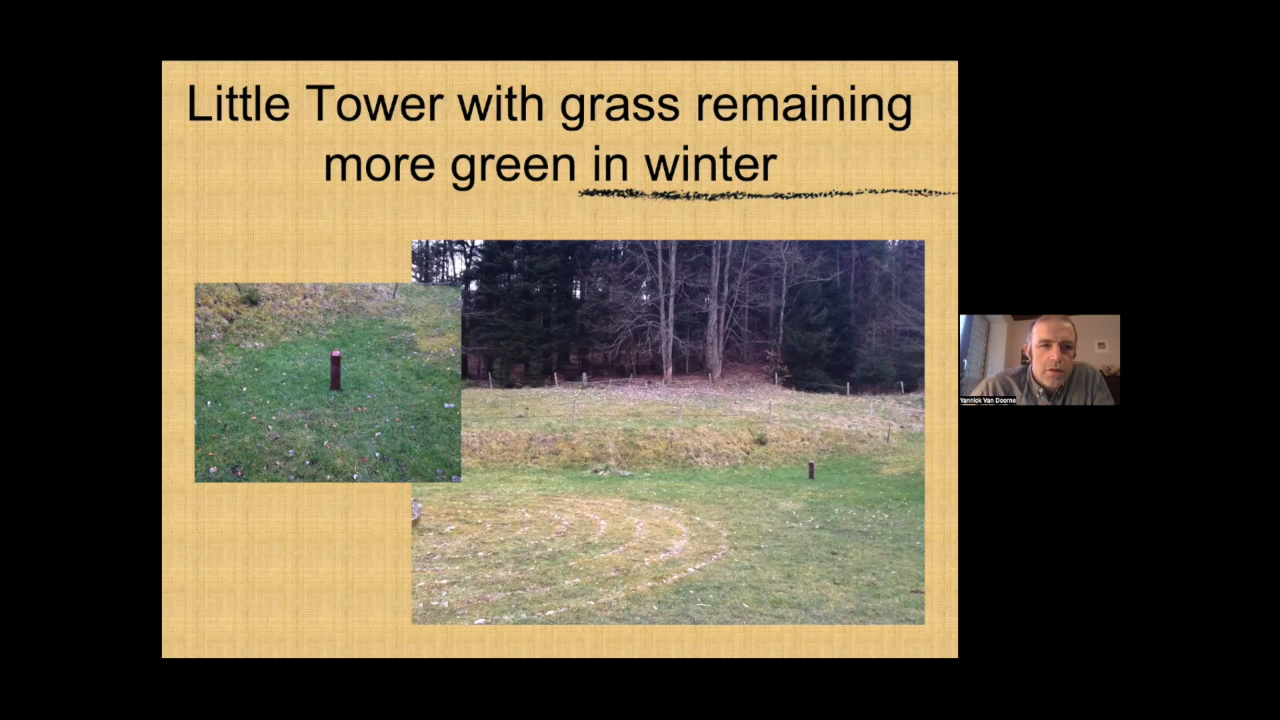 Little Tower with grass remaining
more green in winter
Yannick Van Doorne